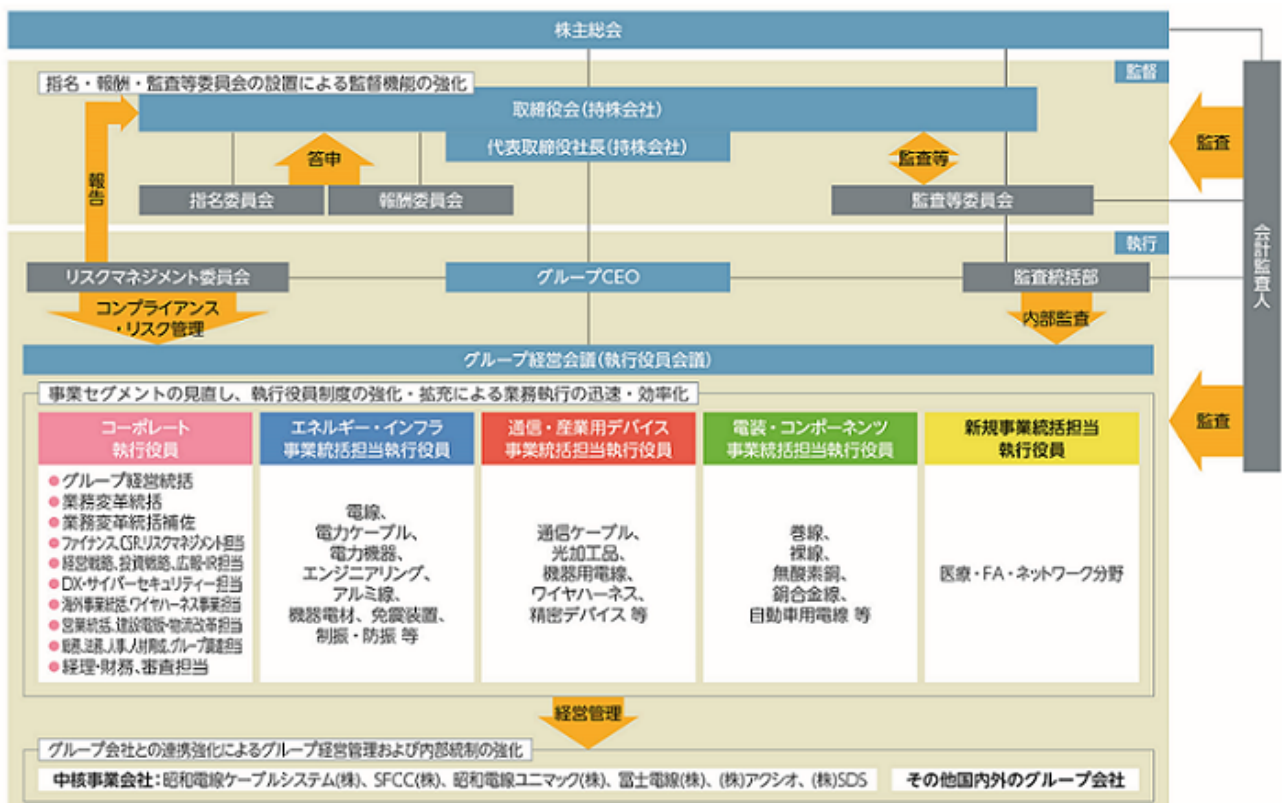 株主総会
監督
指名・報酬・監査等委員会の設置による監督機能の強化
取締役会(持株会社)
代表取締役社長(持株会社)
答申
監査等
監査
報告
指名委員会
報酬委員会
監査等委員会
会計監査人
執行
リスクマネジメント委員会
グループCEO
監査統括部
コンプライアンス
・リスク管理
内部監査
グループ経営会議(執行役員会議)
事業セグメントの見直し、執行役員制度の強化・拡充による業務執行の迅速・効率化
監査
コーポレート
執行役員
●グループ経営統括
●業務変革統括
●業務変革統括補佐
●ファイナンス、CSR、リスクマネジメント担当
●経営戦略、投資戦略、広報・IR担当
●DX・サイバーセキュリティー担当
●海外事業統括、ワイヤハーネス事業担当
●営業統括、建設電販・物流改革担当
●総務、法務、人事、人材育成、グループ調達担当
●経理・財務、審査担当
エネルギー・インフラ
事業統括担当執行役員
電線、
電力ケーブル、
電力機器、
エンジニアリング、
アルミ線、
機器電材、免震装置、
制振・防振 等
通信・産業用デバイス
事業統括担当執行役員
通信ケーブル、
光加工品、
機器用電線、
ワイヤハーネス、
精密デバイス 等
電装・コンポーネンツ
事業統括担当執行役員
巻線、
裸線、
無酸素銅、
銅合金線、
自動車用電線 等
新規事業統括担当
執行役員
医療・FA・ネットワーク分野
経営管理
グループ会社との連携強化によるグループ経営管理および内部統制の強化
中核事業会社：昭和電線ケーブルシステム(株)、SFCC(株)、昭和電線ユニマック(株)、冨士電線(株)、(株)アクシオ、(株)SDS
その他国内外のグループ会社